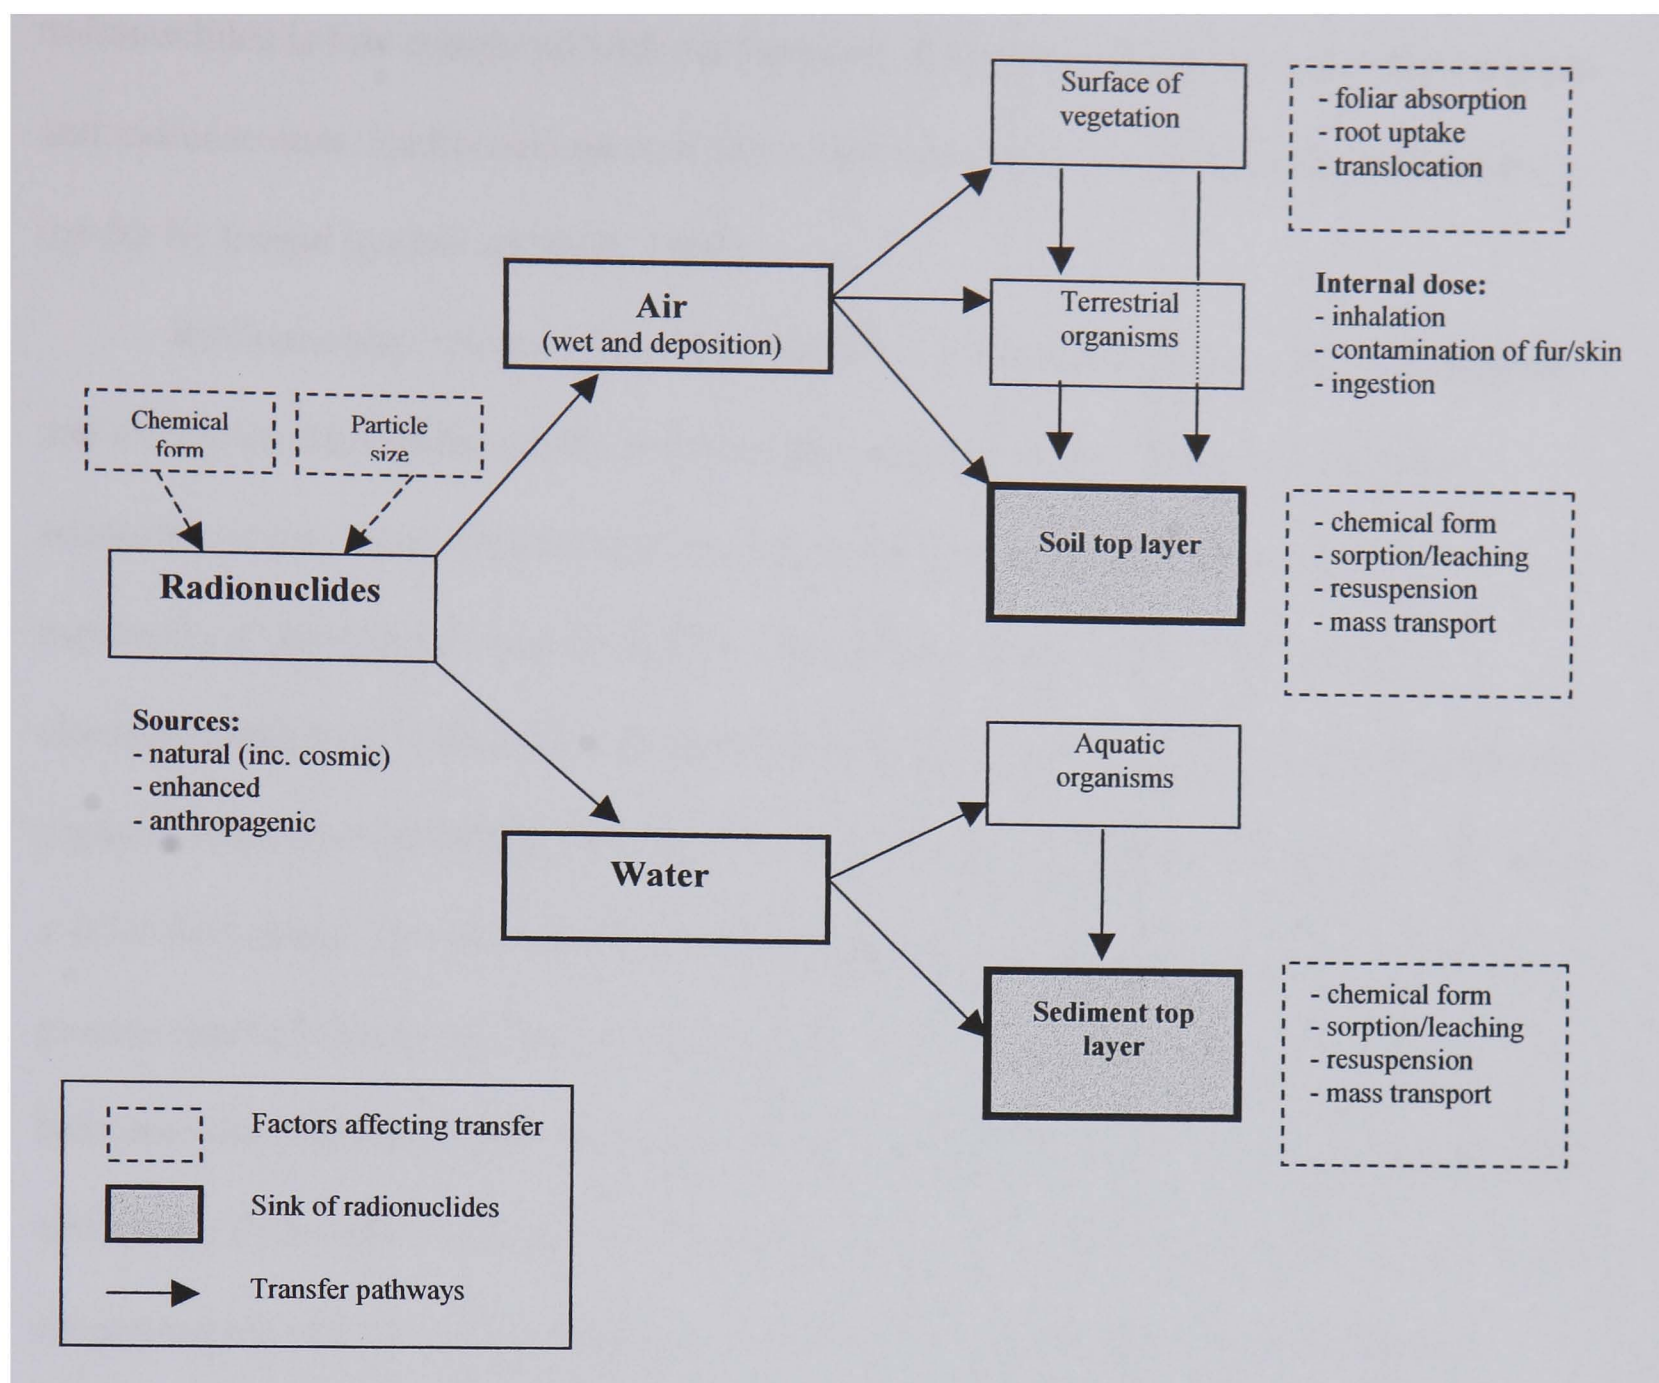 Surface of
vegetation
- foliar absorption
- root uptake
- translocation
Air
(wet and deposition)
Terrestrial
organisms
Internal dose:
- inhalation
- contamination of fur/skin
- ingestion
Chemical
form
Particle
size
Radionuclides
Soil top layer
- chemical form
- sorption/leaching
- resuspension
- mass transport
Sources:
- natural (inc. cosmic)
- enhanced
- anthropagenic
Aquatic
organisms
Water
Sediment top
layer
- chemical form
- sorption/leaching
- resuspension
- mass transport
Factors affecting transfer
Sink of radionuclides
Transfer pathways